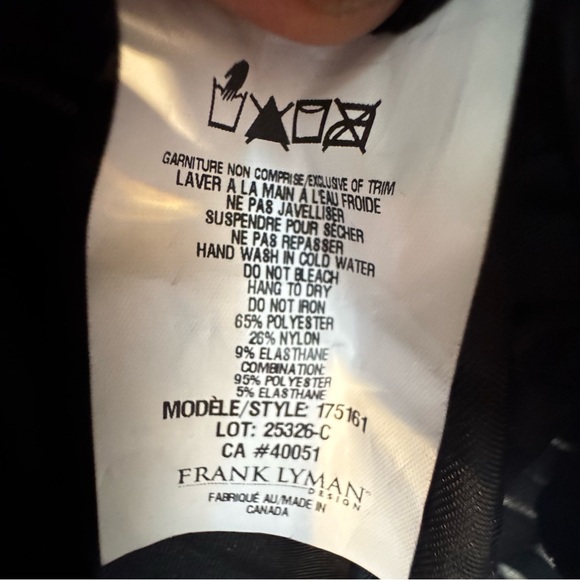 GARNITURE NON COMPRISE/EXCLUSIVE OF TRIM
LAVER A LA MAIN À L'EAU FROIDE
NE PAS JAVELLISER
SUSPENDRE POUR SÉCHER
NE PAS REPASSER
HAND WASH IN COLD WATER
DO NOT BLEACH
HANG TO DRY
DO NOT IRON
65% POLYESTER
26% NYLON
9% ELASTHANE
COMBINATION:
95% POLYESTER
5% ELASTHANE
MODÈLE/STYLE: 175161
LOT: 25326-C
CA #40051
FRANK LYMAN
DESIGN
FABRIQUÉ AU/MADE IN
CANADA